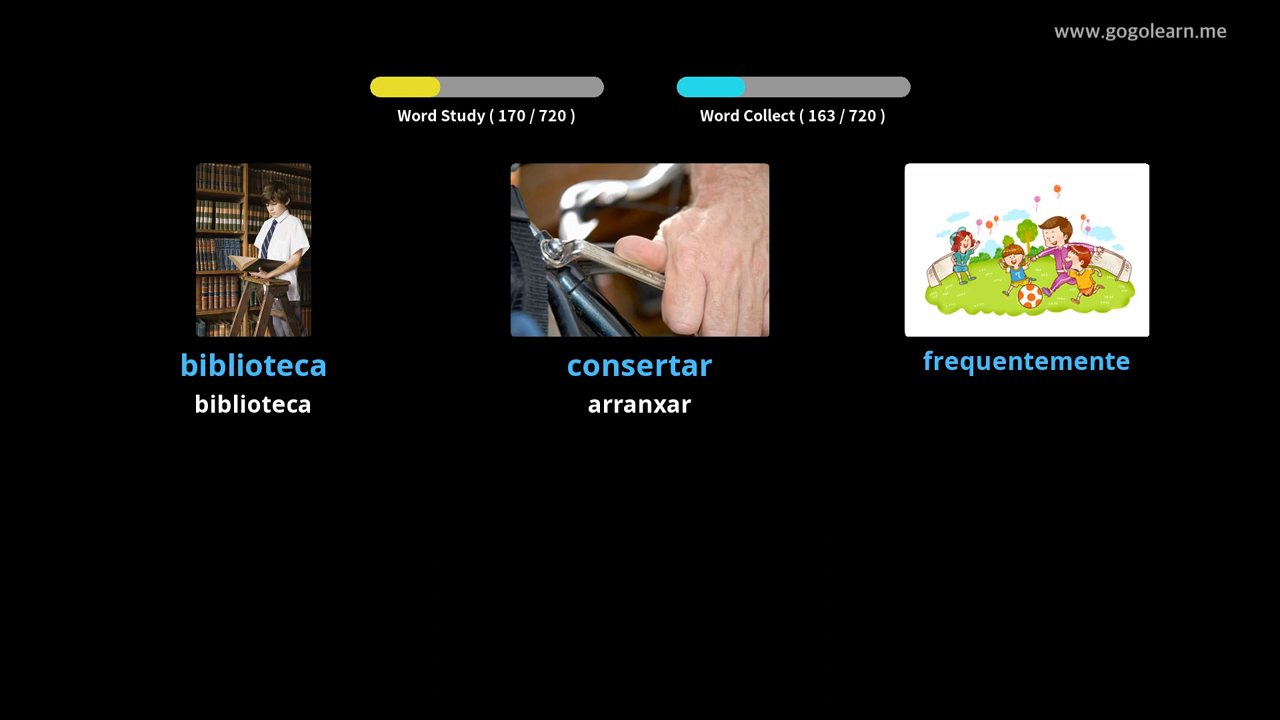 www.gogolearn.me
Word Study ( 170 / 720 )
Word Collect ( 163 / 720 )
biblioteca
consertar
frequentemente
biblioteca
arranxar